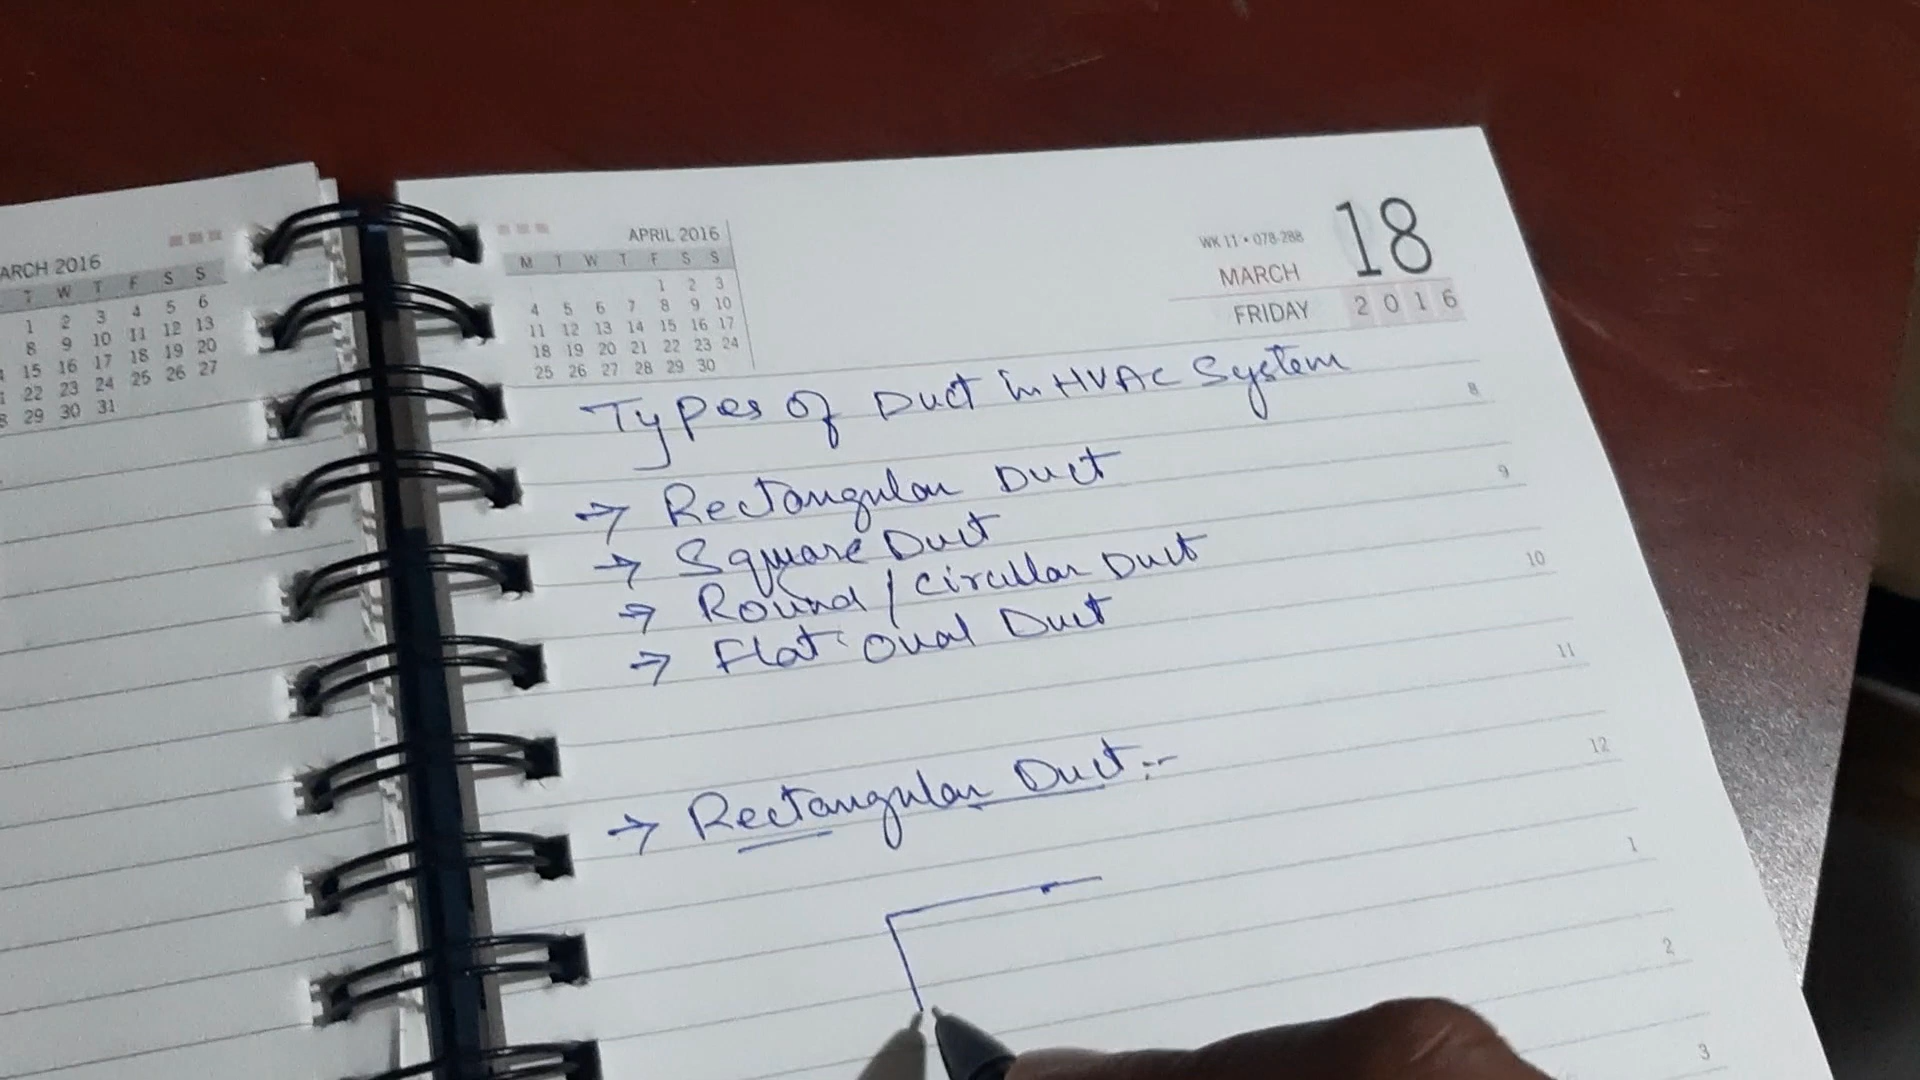 ARCH 2016
T W T F S S
1 2 3 4 5 6
8 9 10 11 12 13
15 16 17 18 19 20
22 23 24 25 26 27
29 30 31
APRIL 2016
M T W T F S S
1 2 3
4 5 6 7 8 9 10
11 12 13 14 15 16 17
18 19 20 21 22 23 24
25 26 27 28 29 30
WK 11 • 078-288
MARCH 18
FRIDAY 2016
Types of Duct in HVAC System
8
→ Rectangular Duct
9
→ Square Duct
→ Round / Circular Duct
10
→ Flat oval Duct
11
12
→ Rectangular Duct:-
1
2
3